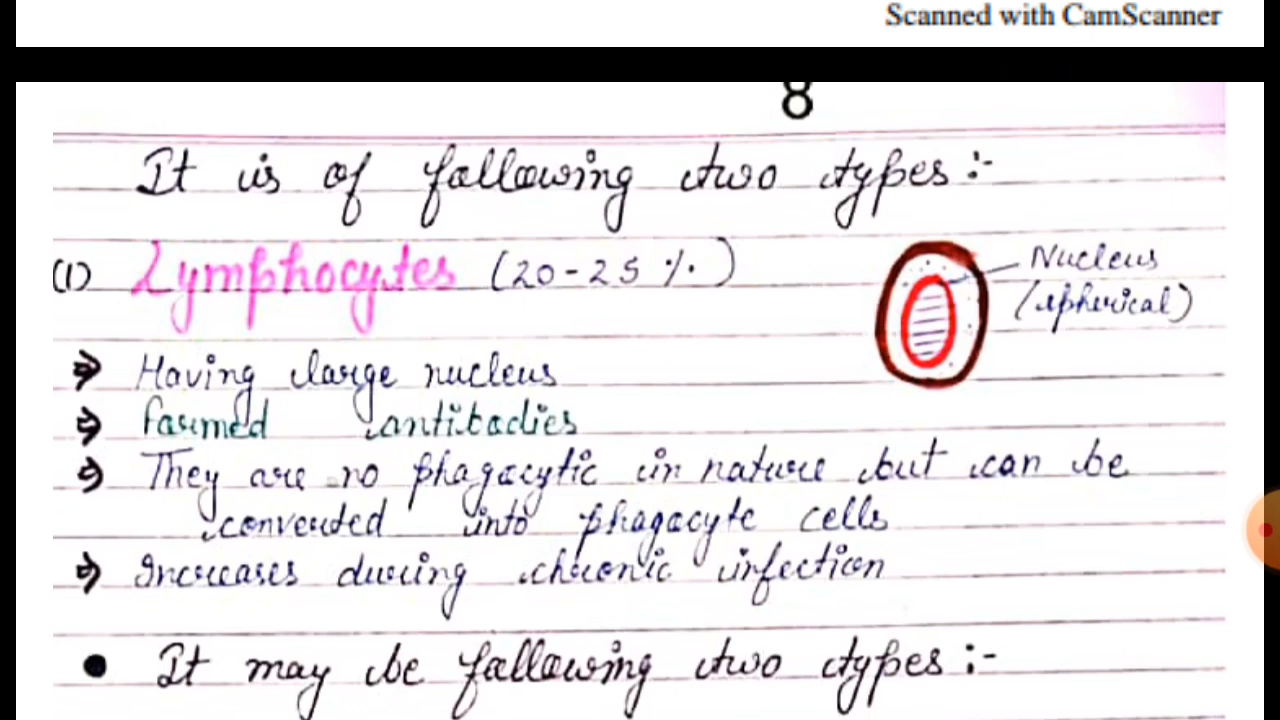 Scanned with CamScanner
8
It is of following two types :-
(1) Lymphocytes (20-25 %.)
Nucleus
(spherical)
⇒ Having large nucleus
⇒ formed antibodies
⇒ They are no phagocytic in nature but can be
converted into phagocyte cells
⇒ Increases during chronic infection
• It may be following two types :-